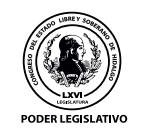 CONGRESO DEL ESTADO LIBRE Y SOBERANO DE HIDALGO
LXVI
LEGISLATURA
PODER LEGISLATIVO